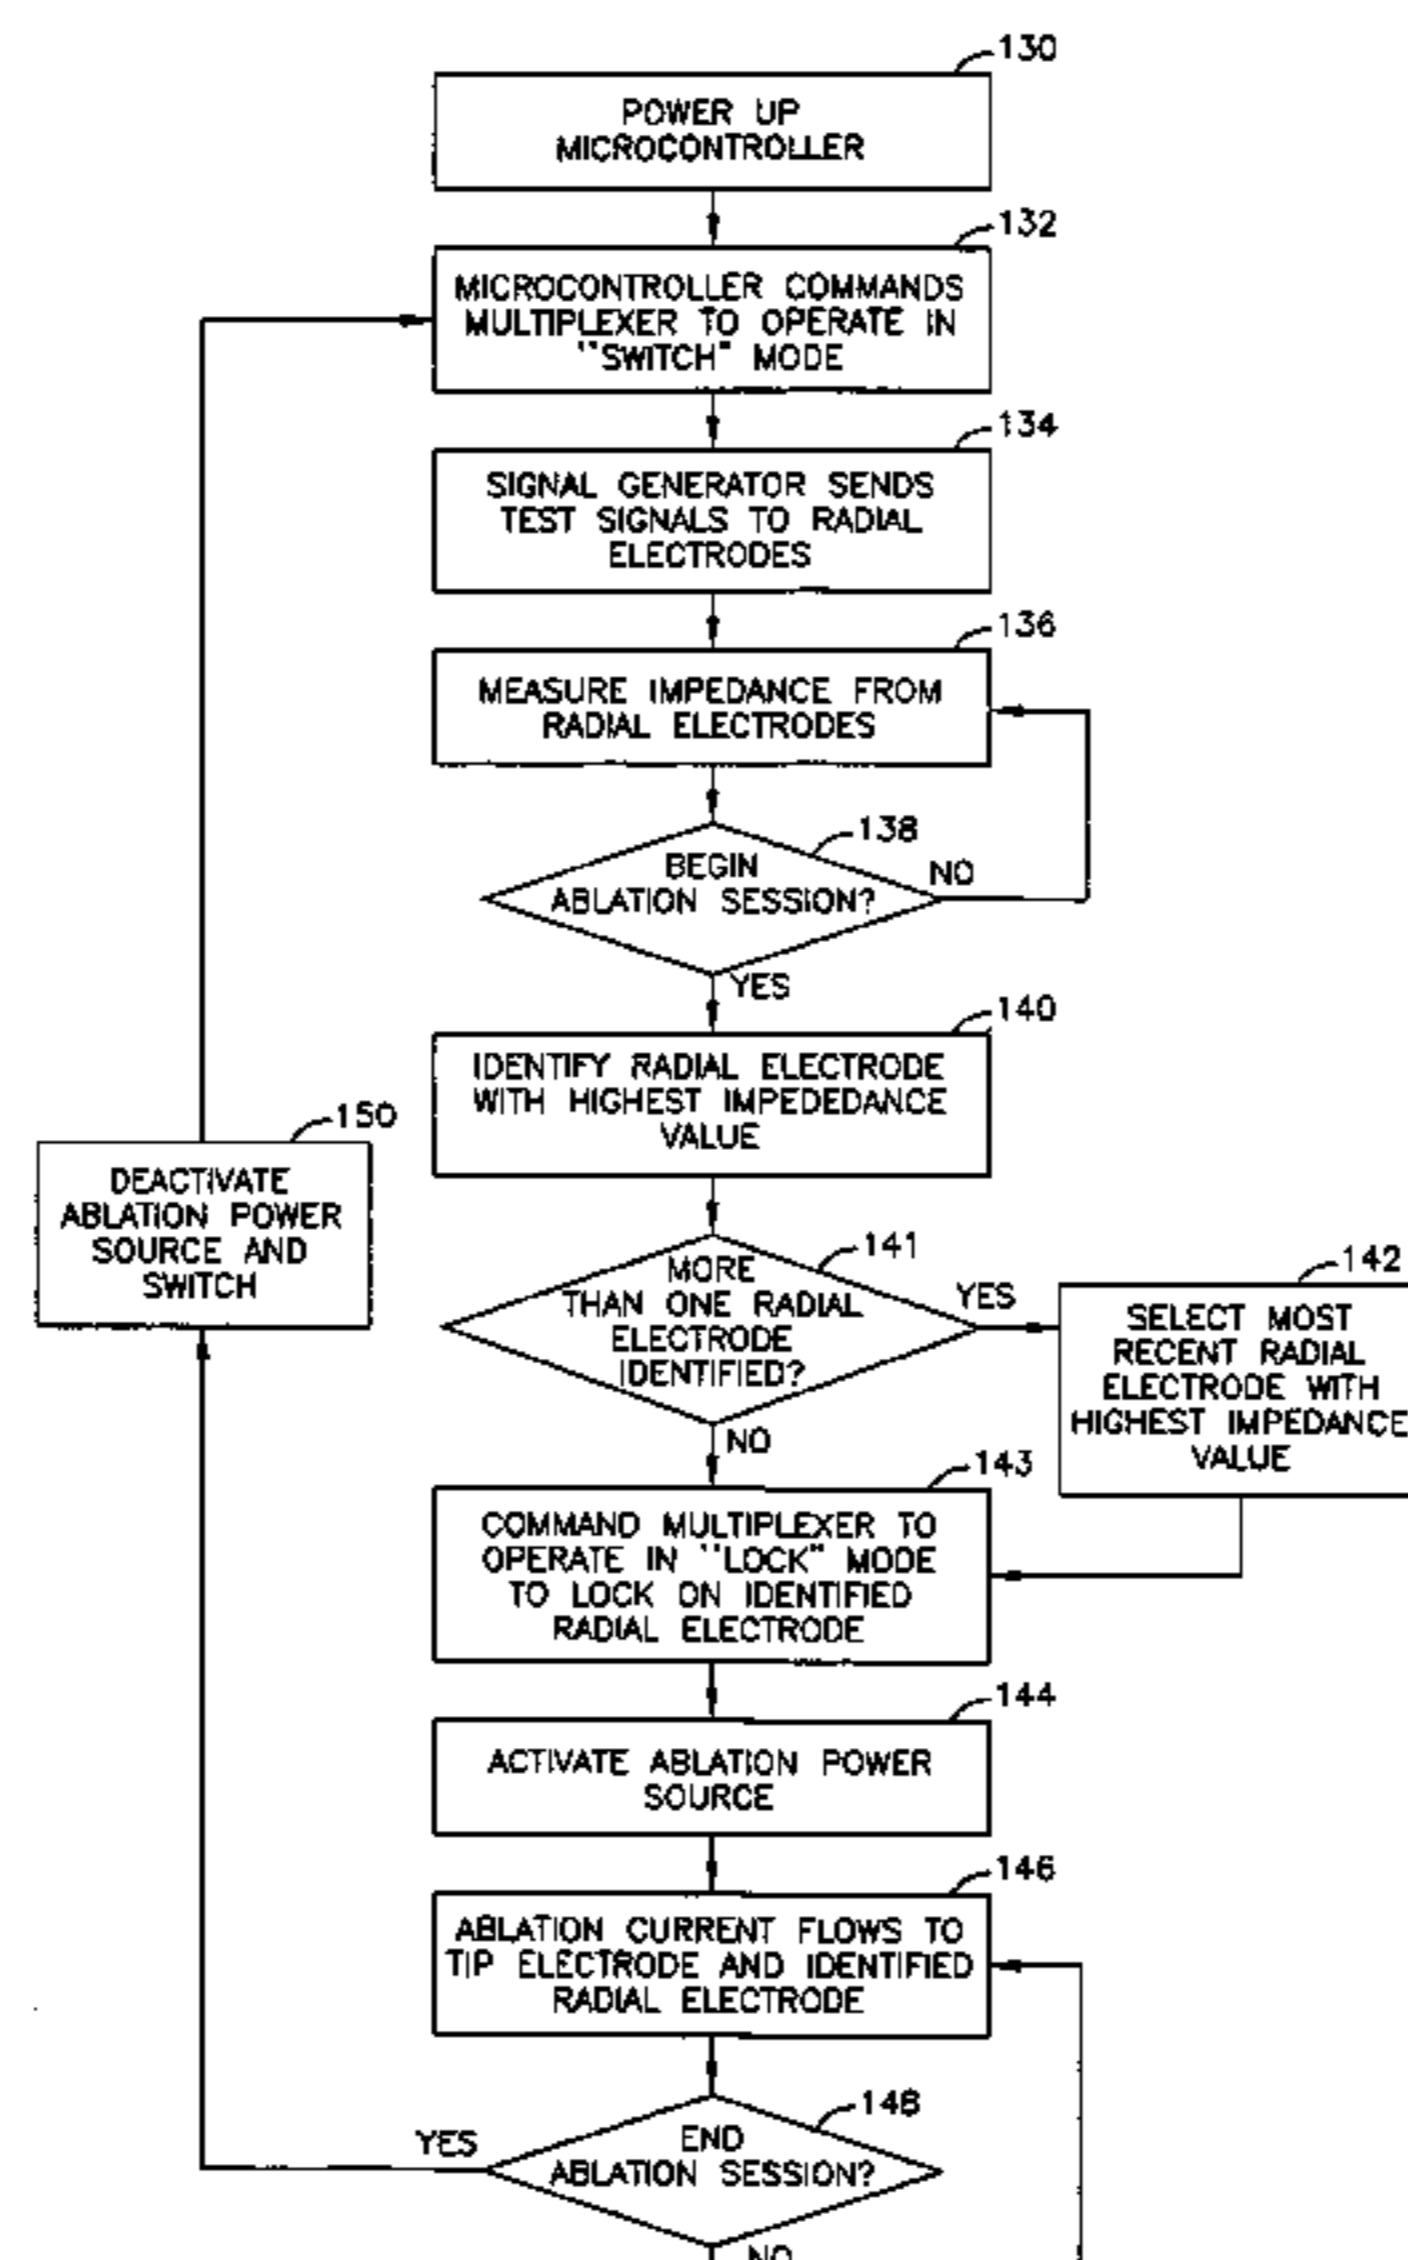 130
POWER UP
MICROCONTROLLER
132
MICROCONTROLLER COMMANDS
MULTIPLEXER TO OPERATE IN
"SWITCH" MODE
134
SIGNAL GENERATOR SENDS
TEST SIGNALS TO RADIAL
ELECTRODES
136
MEASURE IMPEDANCE FROM
RADIAL ELECTRODES
138
BEGIN
ABLATION SESSION?
NO
YES
140
IDENTIFY RADIAL ELECTRODE
WITH HIGHEST IMPEDEDANCE
VALUE
150
DEACTIVATE
ABLATION POWER
SOURCE AND
SWITCH
141
MORE
THAN ONE RADIAL
ELECTRODE
IDENTIFIED?
YES
NO
142
SELECT MOST
RECENT RADIAL
ELECTRODE WITH
HIGHEST IMPEDANCE
VALUE
143
COMMAND MULTIPLEXER TO
OPERATE IN "LOCK" MODE
TO LOCK ON IDENTIFIED
RADIAL ELECTRODE
144
ACTIVATE ABLATION POWER
SOURCE
146
ABLATION CURRENT FLOWS TO
TIP ELECTRODE AND IDENTIFIED
RADIAL ELECTRODE
148
END
ABLATION SESSION?
YES
NO